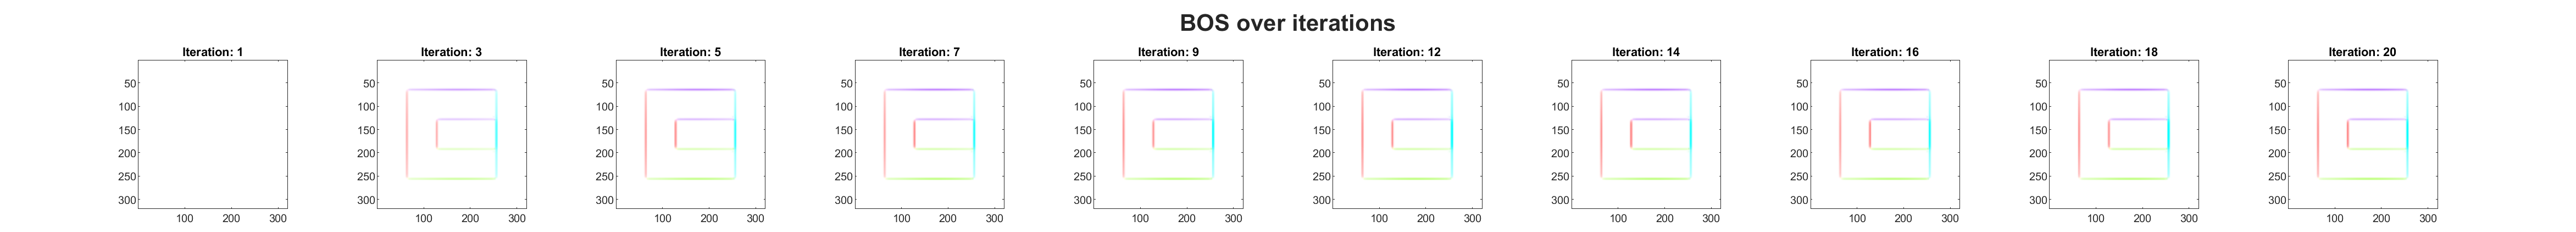 BOS over iterations
Iteration: 1
Iteration: 3
Iteration: 5
Iteration: 7
Iteration: 9
Iteration: 12
Iteration: 14
Iteration: 16
Iteration: 18
Iteration: 20
50 50 50 50 50 50 50 50 50 50
100 100 100 100 100 100 100 100 100 100
150 150 150 150 150 150 150 150 150 150
200 200 200 200 200 200 200 200 200 200
250 250 250 250 250 250 250 250 250 250
300 300 300 300 300 300 300 300 300 300
100 200 300 100 200 300 100 200 300 100 200 300 100 200 300 100 200 300 100 200 300 100 200 300 100 200 300 100 200 300